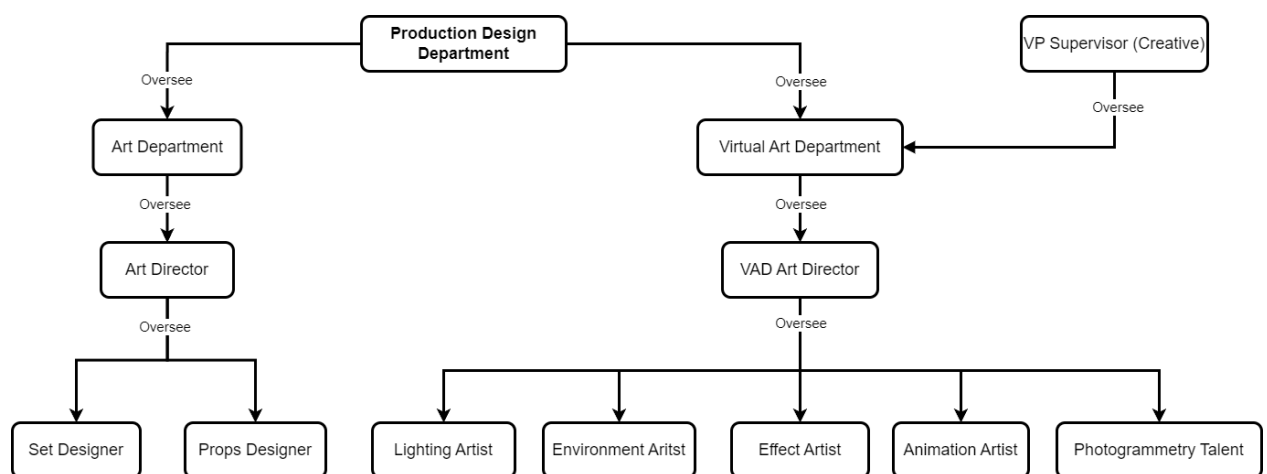 Production Design
Department
VP Supervisor (Creative)
Oversee
Oversee
Oversee
Art Department
Virtual Art Department
Oversee
Oversee
Art Director
VAD Art Director
Oversee
Oversee
Set Designer
Props Designer
Lighting Artist
Environment Aritst
Effect Artist
Animation Artist
Photogrammetry Talent